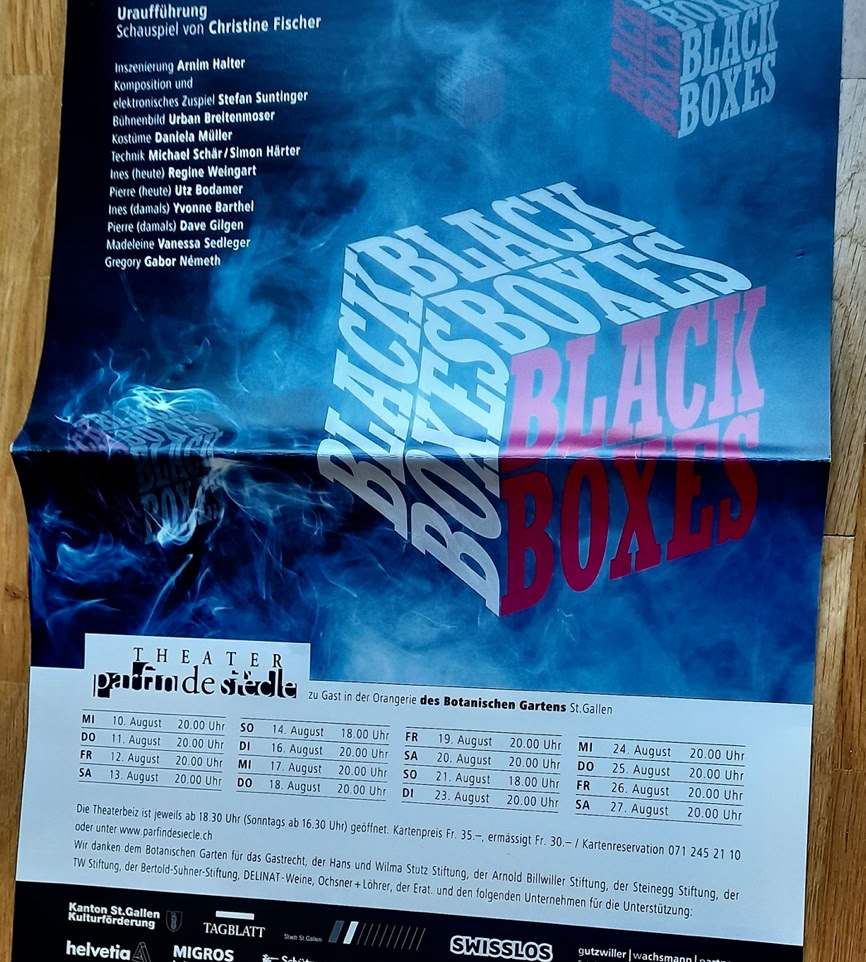 Uraufführung
Schauspiel von Christine Fischer
Inszenierung Arnim Halter
Komposition und
elektronisches Zuspiel Stefan Suntinger
Bühnenbild Urban Breitenmoser
Kostüme Daniela Müller
Technik Michael Schär/Simon Härter
Ines (heute) Regine Weingart
Pierre (heute) Utz Bodamer
Ines (damals) Yvonne Barthel
Pierre (damals) Dave Gilgen
Madeleine Vanessa Sedleger
Gregory Gabor Németh
BLACK
BOXES
BLACK
BOXES
BLACK
BOXES
BLACK
BOXES
BLACK
BOXES
BLACK
THEATER
parfin de siècle
zu Gast in der Orangerie des Botanischen Gartens St.Gallen
MI 10. August 20.00 Uhr
DO 11. August 20.00 Uhr
FR 12. August 20.00 Uhr
SA 13. August 20.00 Uhr
SO 14. August 18.00 Uhr
DI 16. August 20.00 Uhr
MI 17. August 20.00 Uhr
DO 18. August 20.00 Uhr
FR 19. August 20.00 Uhr
SA 20. August 20.00 Uhr
SO 21. August 18.00 Uhr
DI 23. August 20.00 Uhr
MI 24. August 20.00 Uhr
DO 25. August 20.00 Uhr
FR 26. August 20.00 Uhr
SA 27. August 20.00 Uhr
Die Theaterbeiz ist jeweils ab 18.30 Uhr (Sonntags ab 16.30 Uhr) geöffnet. Kartenpreis Fr. 35.–, ermässigt Fr. 30.– / Kartenreservation 071 245 21 10
oder unter www.parfindesiecle.ch
Wir danken dem Botanischen Garten für das Gastrecht, der Hans und Wilma Stutz Stiftung, der Arnold Billwiller Stiftung, der Steinegg Stiftung, der
TW Stiftung, der Bertold-Suhner-Stiftung, DELINAT-Weine, Ochsner+Löhrer, der Erat. und den folgenden Unternehmen für die Unterstützung:
Kanton St.Gallen
Kulturförderung
TAGBLATT
Stadt St.Gallen
SWISSLOS
helvetia
MIGROS
gutzwiller|wachsmann|